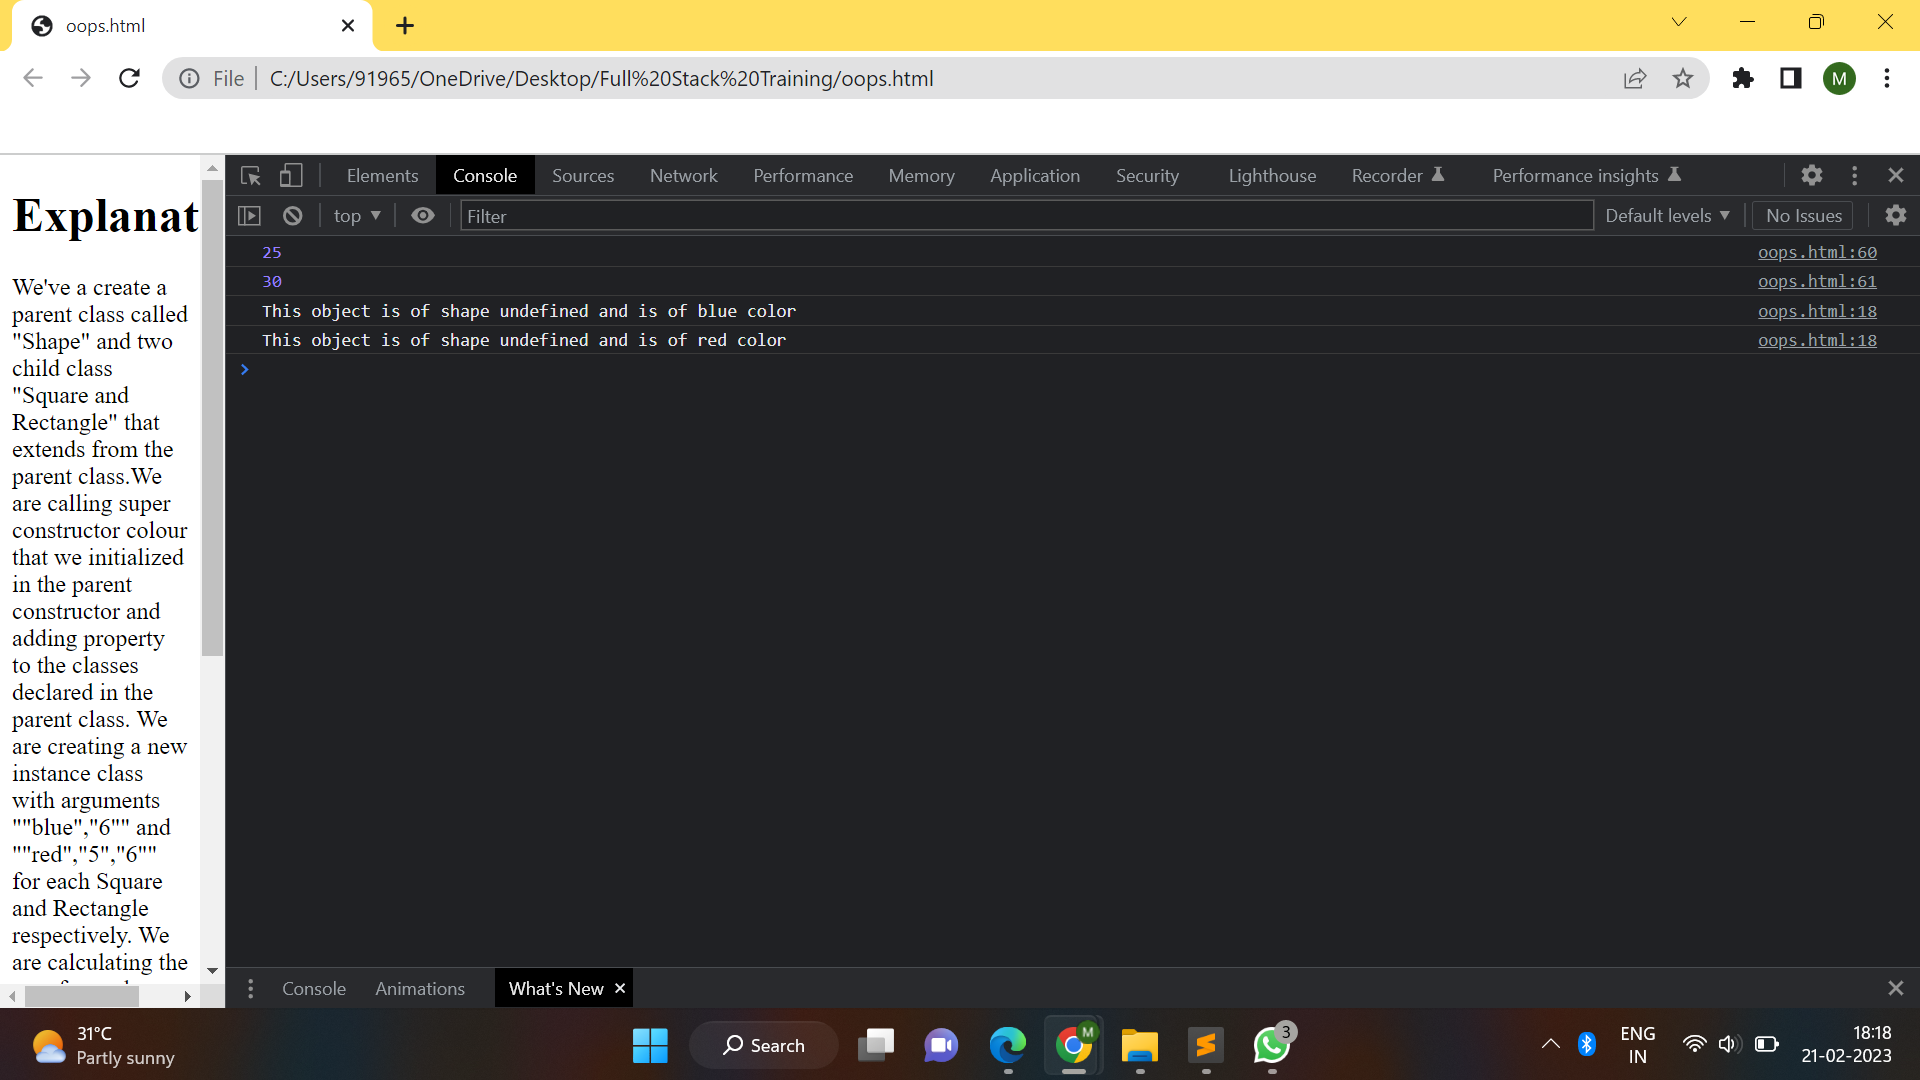 oops.html
File
C:/Users/91965/OneDrive/Desktop/Full%20Stack%20Training/oops.html
M
Explanat
We've a create a
parent class called
"Shape" and two
child class
"Square and
Rectangle" that
extends from the
parent class.We
are calling super
constructor colour
that we initialized
in the parent
constructor and
adding property
to the classes
declared in the
parent class. We
are creating a new
instance class
with arguments
""blue","6"" and
""red","5","6""
for each Square
and Rectangle
respectively. We
are calculating the
Elements Console Sources Network Performance Memory Application Security Lighthouse Recorder Performance insights
top Filter Default levels No Issues
25 oops.html:60
30 oops.html:61
This object is of shape undefined and is of blue color oops.html:18
This object is of shape undefined and is of red color oops.html:18
Console Animations What's New
31°C
Partly sunny
Search
M
3
ENG
IN
18:18
21-02-2023